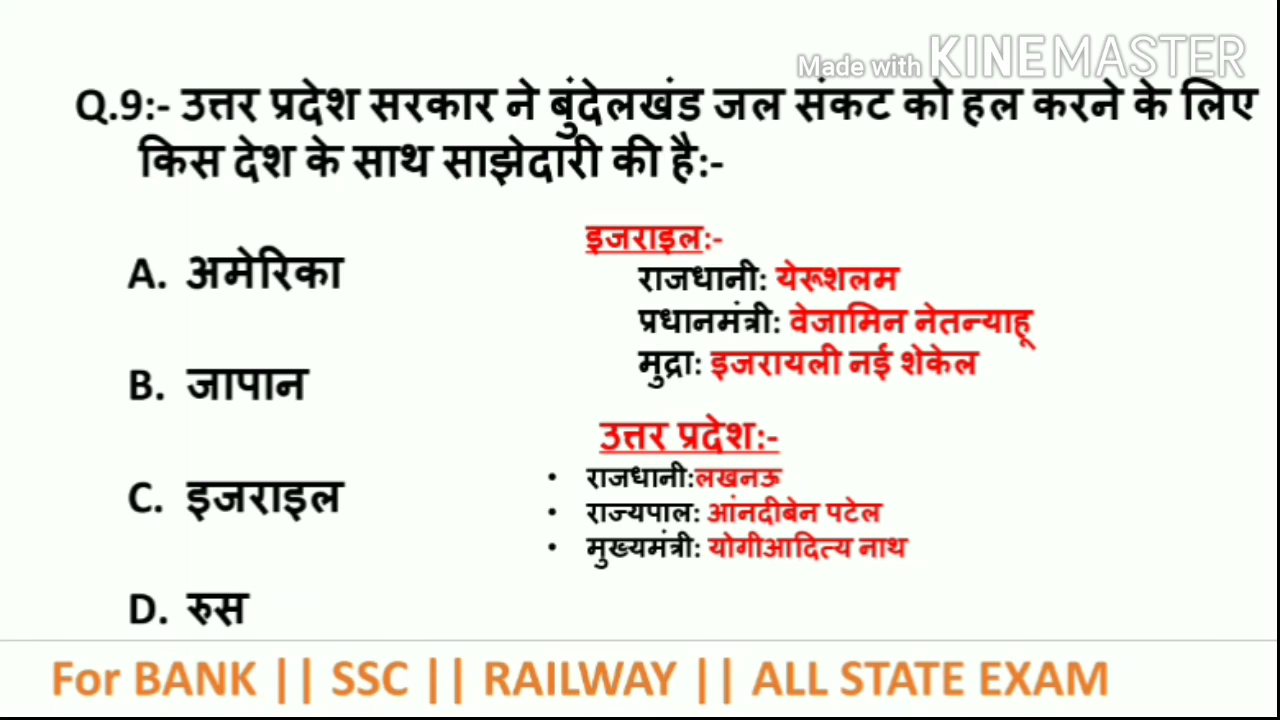 Made with KINEMASTER
Q.9:- उत्तर प्रदेश सरकार ने बुंदेलखंड जल संकट को हल करने के लिए
किस देश के साथ साझेदारी की है:-
A. अमेरिका
B. जापान
C. इजराइल
D. रुस
इजराइल:-
राजधानी: येरूशलम
प्रधानमंत्री: वेजामिन नेतन्याहू
मुद्रा: इजरायली नई शेकेल
उत्तर प्रदेश:-
• राजधानी:लखनऊ
• राज्यपाल: आंनदीबेन पटेल
• मुख्यमंत्री: योगीआदित्य नाथ
For BANK || SSC || RAILWAY || ALL STATE EXAM